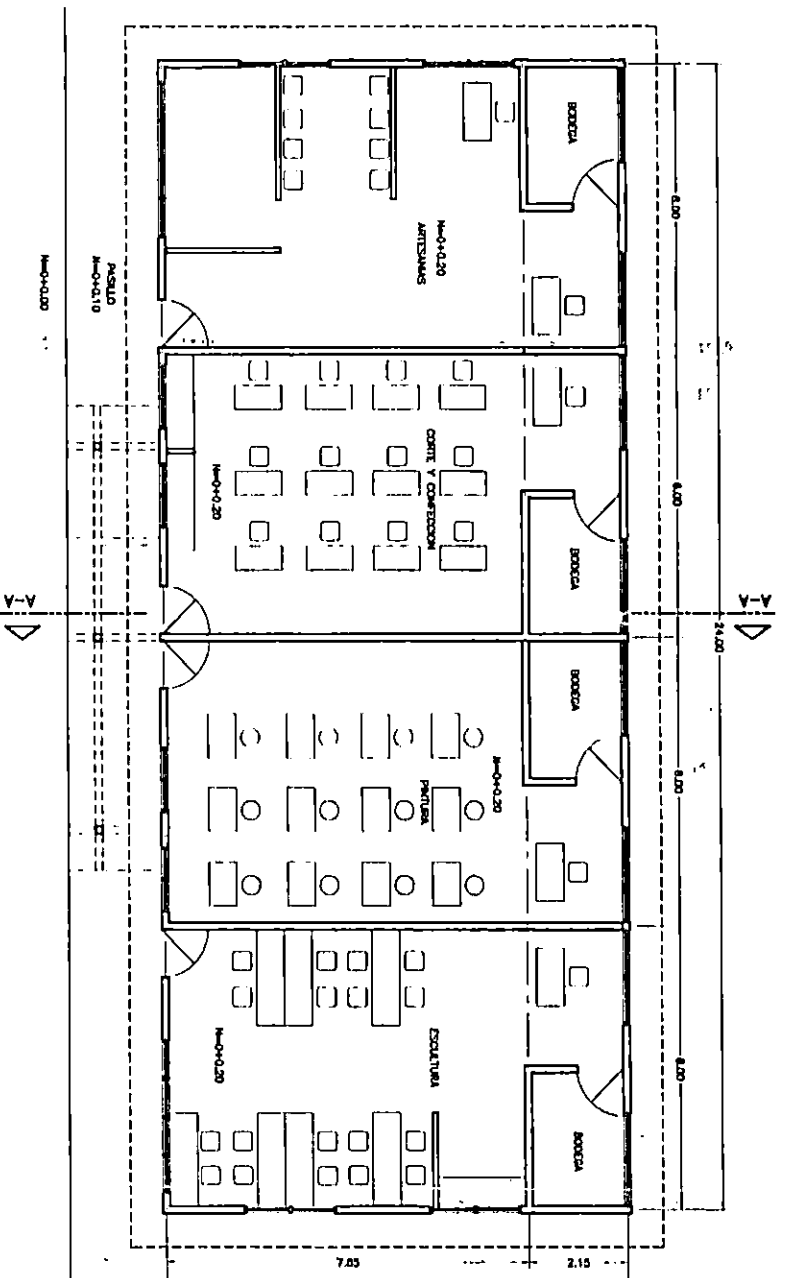 BODEGA
6.00
N=0+0.20
ARTESANIAS
PASILLO
N=0+0.10
N=0+0.00
CORTE Y CONFECCION
N=0+0.20
BODEGA
6.00
A-A
A-A
24.00
BODEGA
6.00
N=0+0.20
PINTURA
ESCULTURA
N=0+0.20
6.00
BODEGA
7.85
2.15